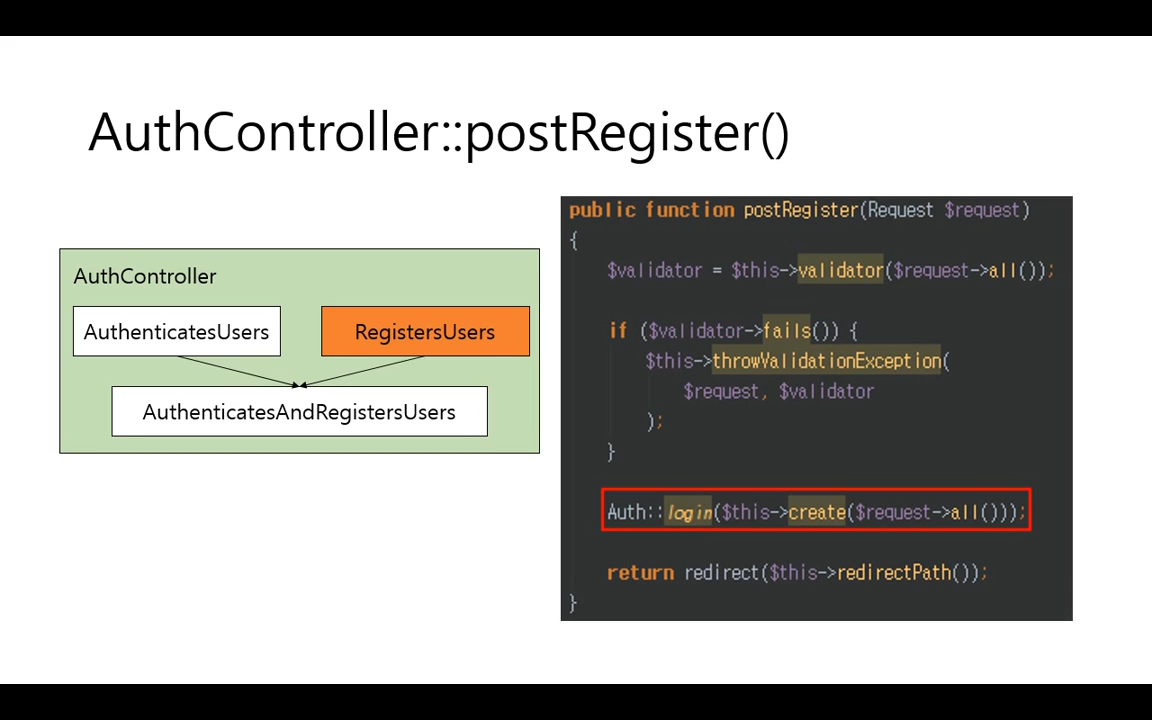 AuthController::postRegister()
AuthController
AuthenticatesUsers
RegistersUsers
AuthenticatesAndRegistersUsers
public function postRegister(Request $request)
{
$validator = $this->validator($request->all());
if ($validator->fails()) {
$this->throwValidationException(
$request, $validator
);
}
Auth::login($this->create($request->all()));
return redirect($this->redirectPath());
}